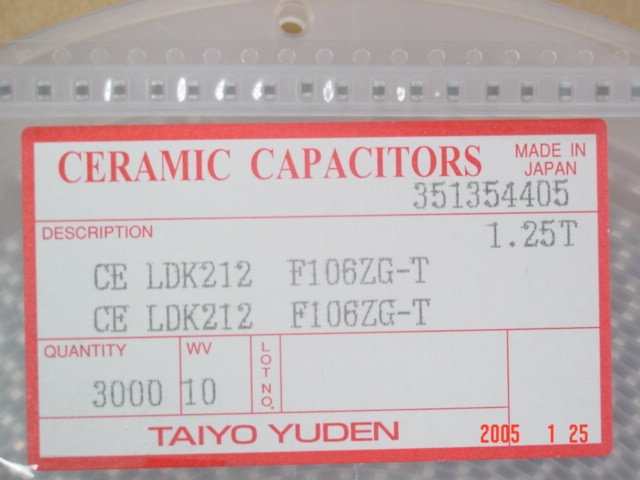 CERAMIC CAPACITORS
MADE IN
JAPAN
351354405
DESCRIPTION
1.25T
CE LDK212 F106ZG-T
CE LDK212 F106ZG-T
QUANTITY
WV
LOT NO.
3000
10
TAIYO YUDEN
2005 1 25